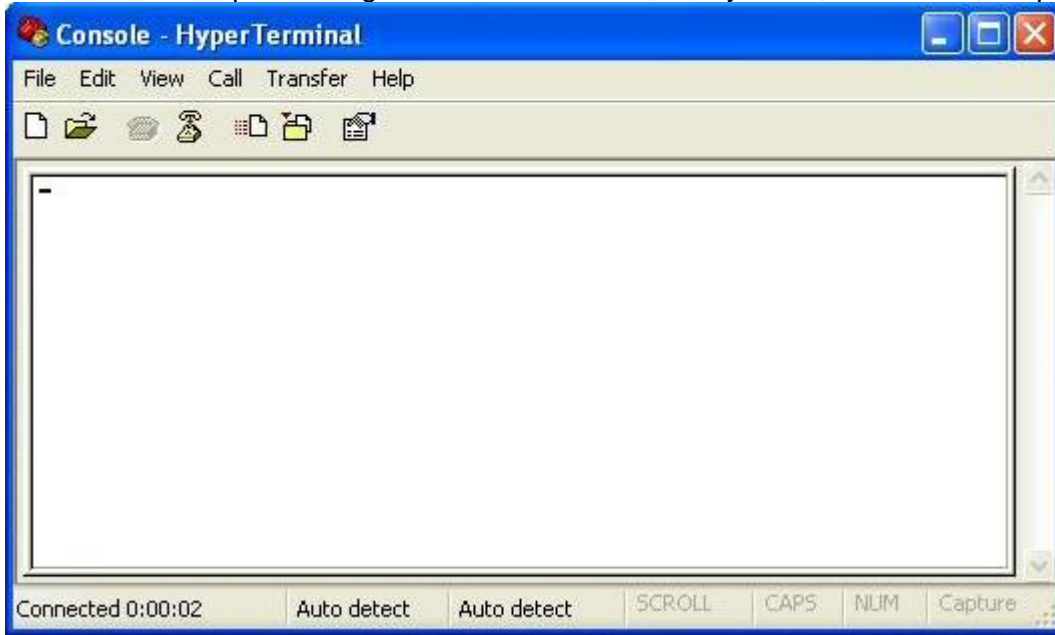 Console - HyperTerminal
File Edit View Call Transfer Help
Connected 0:00:02 Auto detect Auto detect SCROLL CAPS NUM Capture